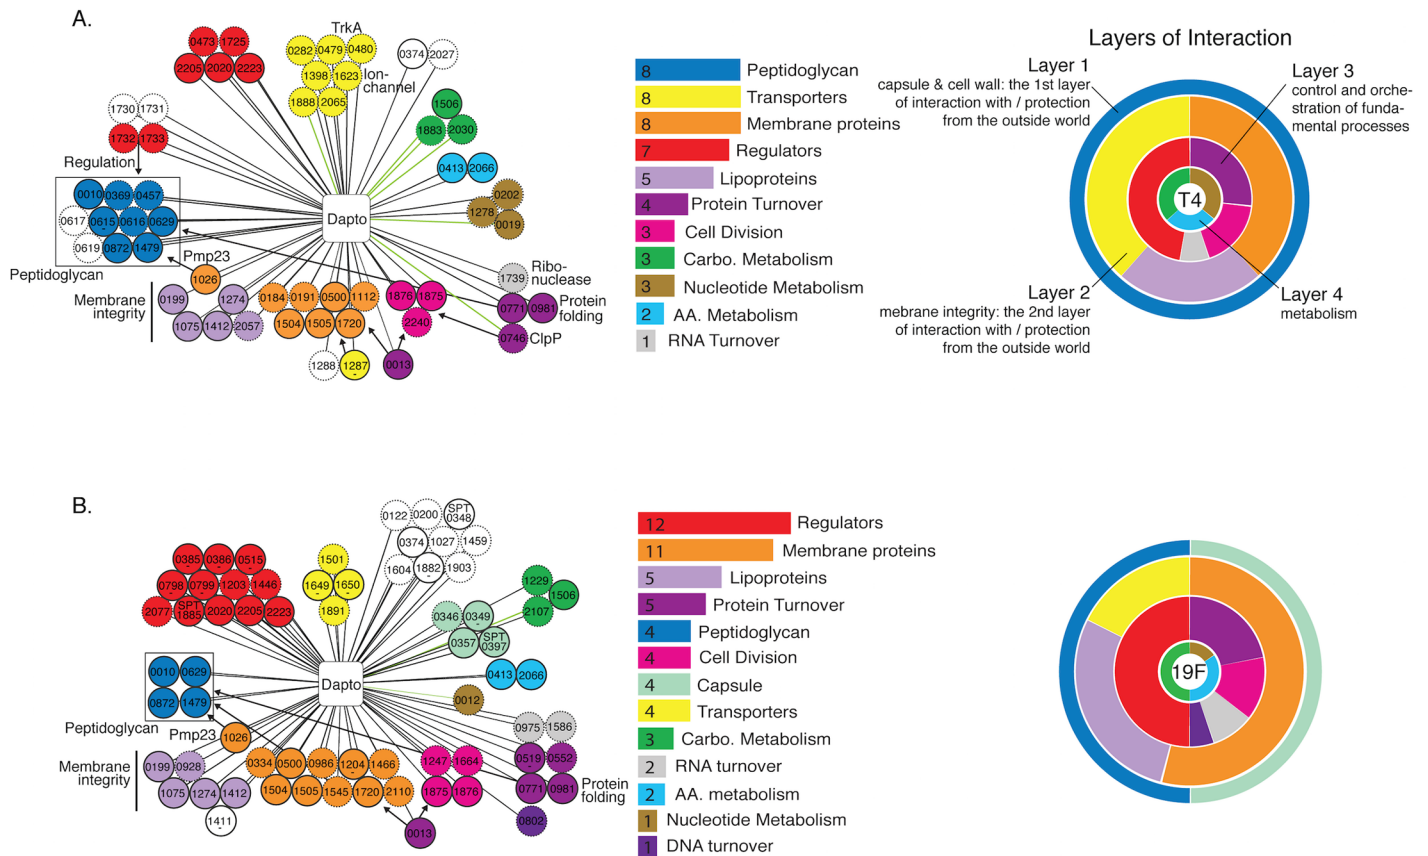 A.
TrkA
0473 1725
0282 0479 0480
0374 2027
2205 2020 2223
1398 1623
Ion-
channel
1888 2065
1506
1883 2030
1730 1731
1732 1733
Regulation
0413 2066
0010 0369 0457
0617 0615 0616 0629
0619 0872 1479
Peptidoglycan
Dapto
0202
1278
0019
Pmp23
1026
1739
Ribo-
nuclease
Membrane
integrity
0199 1274
1075 1412 2057
0184 0191 0500 1112
1504 1505 1720
1876 1875
2240
0771 0981
Protein
folding
0746
ClpP
1288 1287
0013
8 Peptidoglycan
8 Transporters
8 Membrane proteins
7 Regulators
5 Lipoproteins
4 Protein Turnover
3 Cell Division
3 Carbo. Metabolism
3 Nucleotide Metabolism
2 AA. Metabolism
1 RNA Turnover
Layers of Interaction
Layer 1
capsule & cell wall: the 1st layer
of interaction with / protection
from the outside world
Layer 3
control and orche-
stration of funda-
mental processes
T4
Layer 2
mebrane integrity: the 2nd layer
of interaction with / protection
from the outside world
Layer 4
metabolism
B.
0122 0200 SPT
0348
0374 1027 1459
1604 1882 1903
0385 0386 0515
0798 0799 1203 1446
2077 SPT
1885 2020 2205 2223
1501
1649 1650
1891
1229
1506
2107
0346 0349
0357 SPT
0397
0010 0629
0872 1479
Peptidoglycan
Dapto
0413 2066
0012
Pmp23
1026
0975 1586
Membrane
integrity
0199 0928
1075 1274 1412
1411
0334 0500 0986 1204 1466
1504 1505 1545 1720 2110
1247 1664
1875 1876
0519 0552
0771 0981
Protein
folding
0802
0013
12 Regulators
11 Membrane proteins
5 Lipoproteins
5 Protein Turnover
4 Peptidoglycan
4 Cell Division
4 Capsule
4 Transporters
3 Carbo. Metabolism
2 RNA turnover
2 AA. metabolism
1 Nucleotide Metabolism
1 DNA turnover
19F